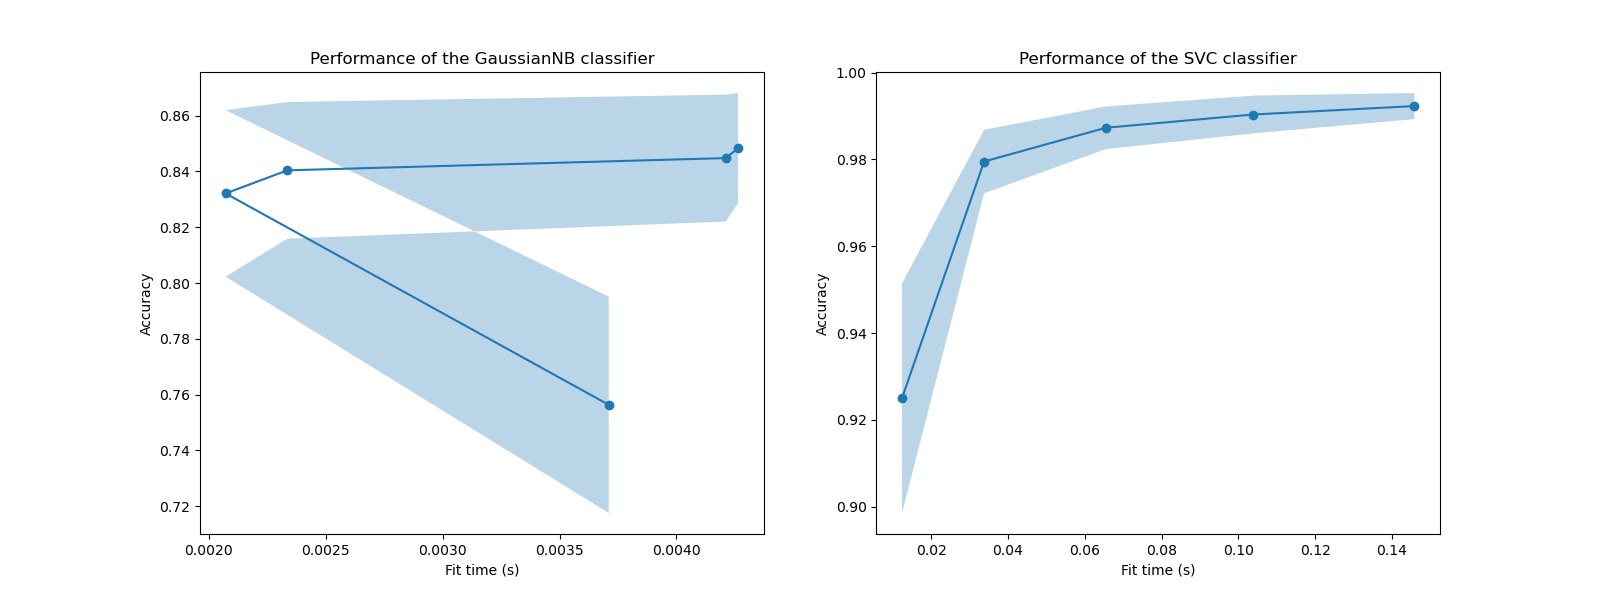 Performance of the GaussianNB classifier
0.86
0.84
0.82
0.80
0.78
0.76
0.74
0.72
Accuracy
0.0020 0.0025 0.0030 0.0035 0.0040
Fit time (s)
Performance of the SVC classifier
1.00
0.98
0.96
0.94
0.92
0.90
Accuracy
0.02 0.04 0.06 0.08 0.10 0.12 0.14
Fit time (s)